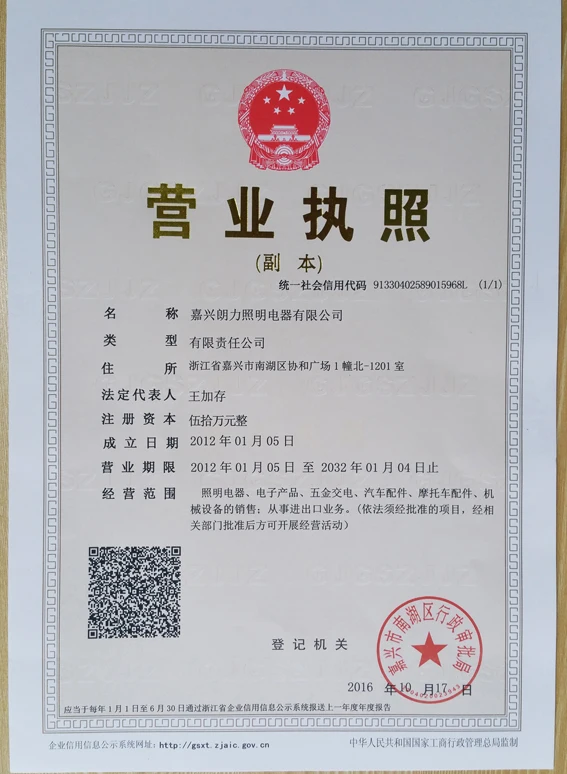 营业执照
(副 本)
统一社会信用代码 91330402589015968L (1/1)
名 称 嘉兴朗力照明电器有限公司
类 型 有限责任公司
住 所 浙江省嘉兴市南湖区协和广场1幢北-1201室
法定代表人 王加存
注册资本 伍拾万元整
成立日期 2012年01月05日
营业期限 2012年01月05日 至 2032年01月04日止
经营范围 照明电器、电子产品、五金交电、汽车配件、摩托车配件、机
械设备的销售；从事进出口业务。(依法须经批准的项目，经相
关部门批准后方可开展经营活动)
嘉兴市南湖区行政审批局
登记机关
2016 年 10 月 17 日
应当于每年1月1日至6月30日通过浙江省企业信用信息公示系统报送上一年度年度报告
企业信用信息公示系统网址：http://gsxt.zjaic.gov.cn
中华人民共和国国家工商行政管理总局监制